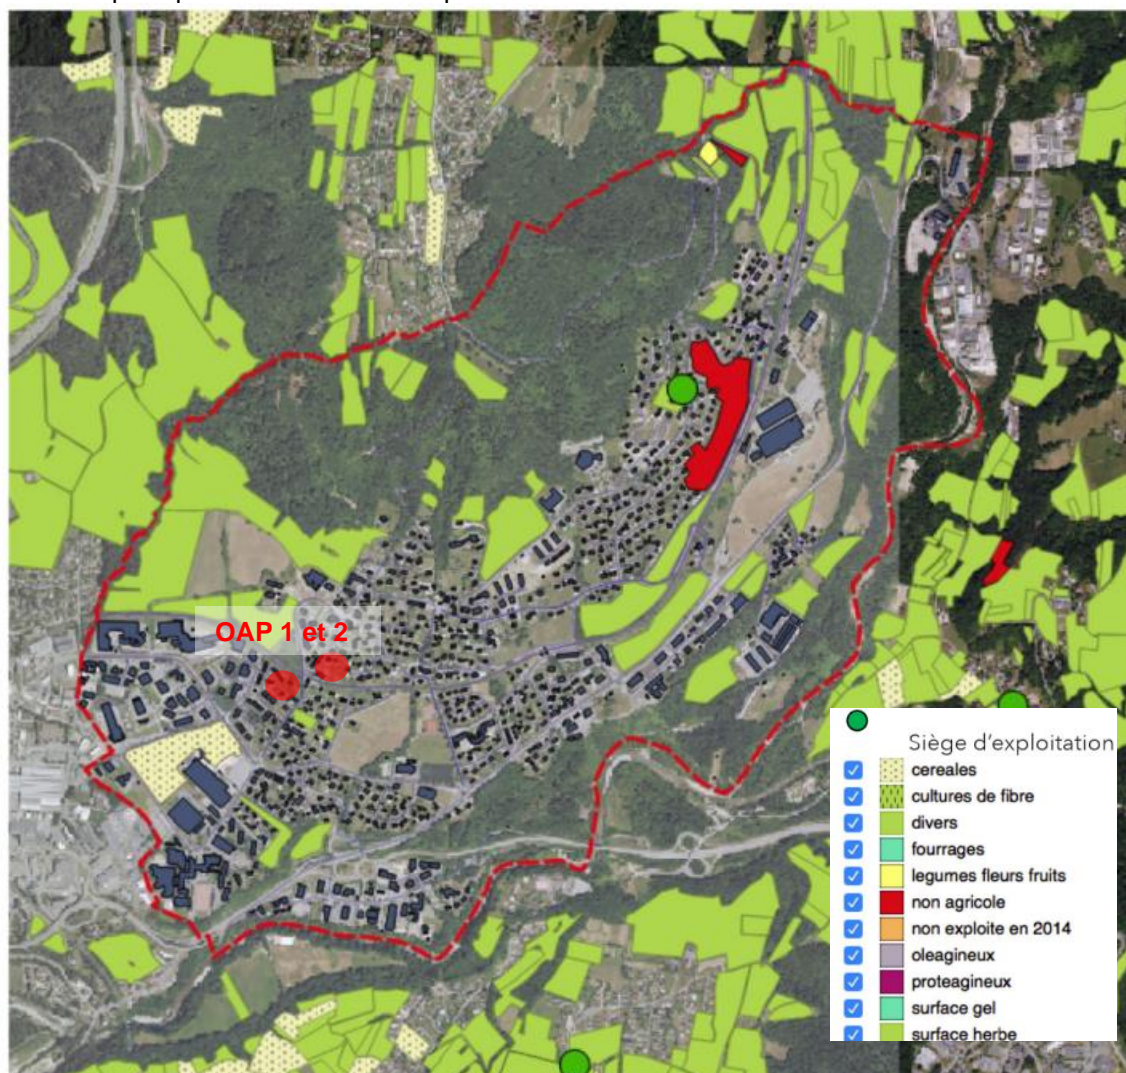 OAP 1 et 2
Siège d'exploitation
cereales
cultures de fibre
divers
fourrages
legumes fleurs fruits
non agricole
non exploite en 2014
oleagineux
proteagineux
surface gel
surface herbe